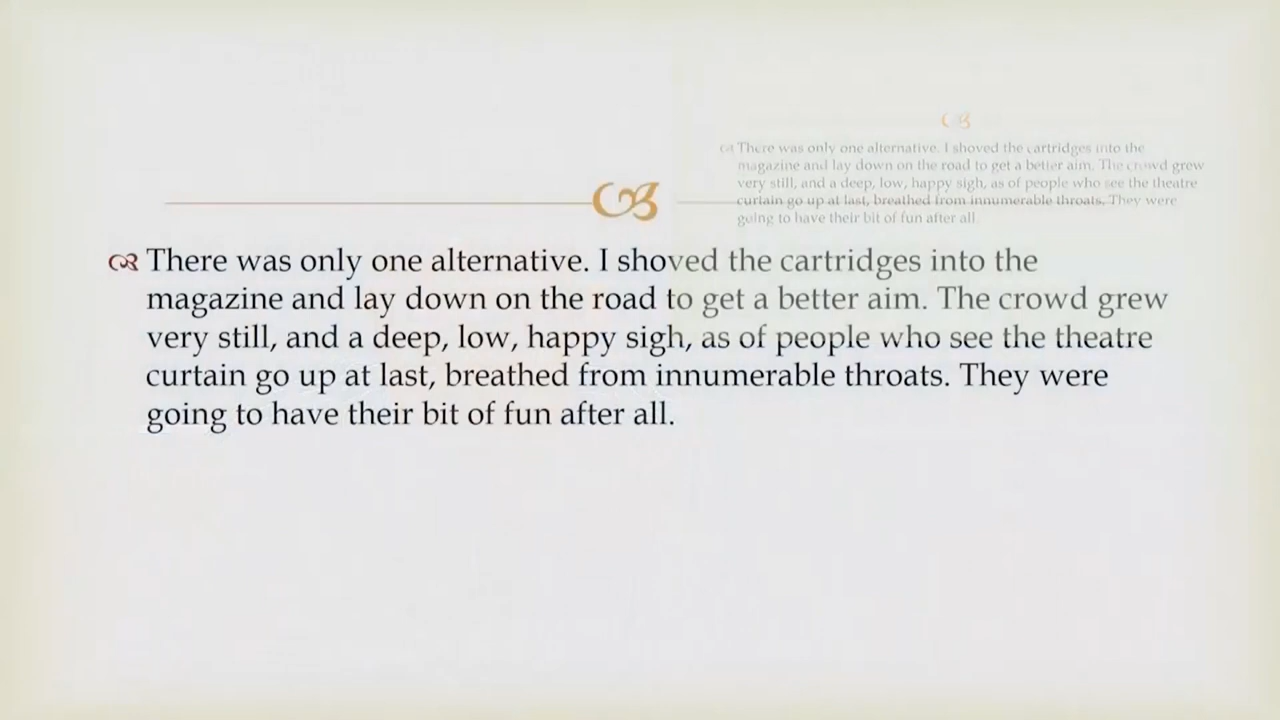 There was only one alternative. I shoved the cartridges into the
magazine and lay down on the road to get a better aim. The crowd grew
very still, and a deep, low, happy sigh, as of people who see the theatre
curtain go up at last, breathed from innumerable throats. They were
going to have their bit of fun after all
There was only one alternative. I shoved the cartridges into the
magazine and lay down on the road to get a better aim. The crowd grew
very still, and a deep, low, happy sigh, as of people who see the theatre
curtain go up at last, breathed from innumerable throats. They were
going to have their bit of fun after all.